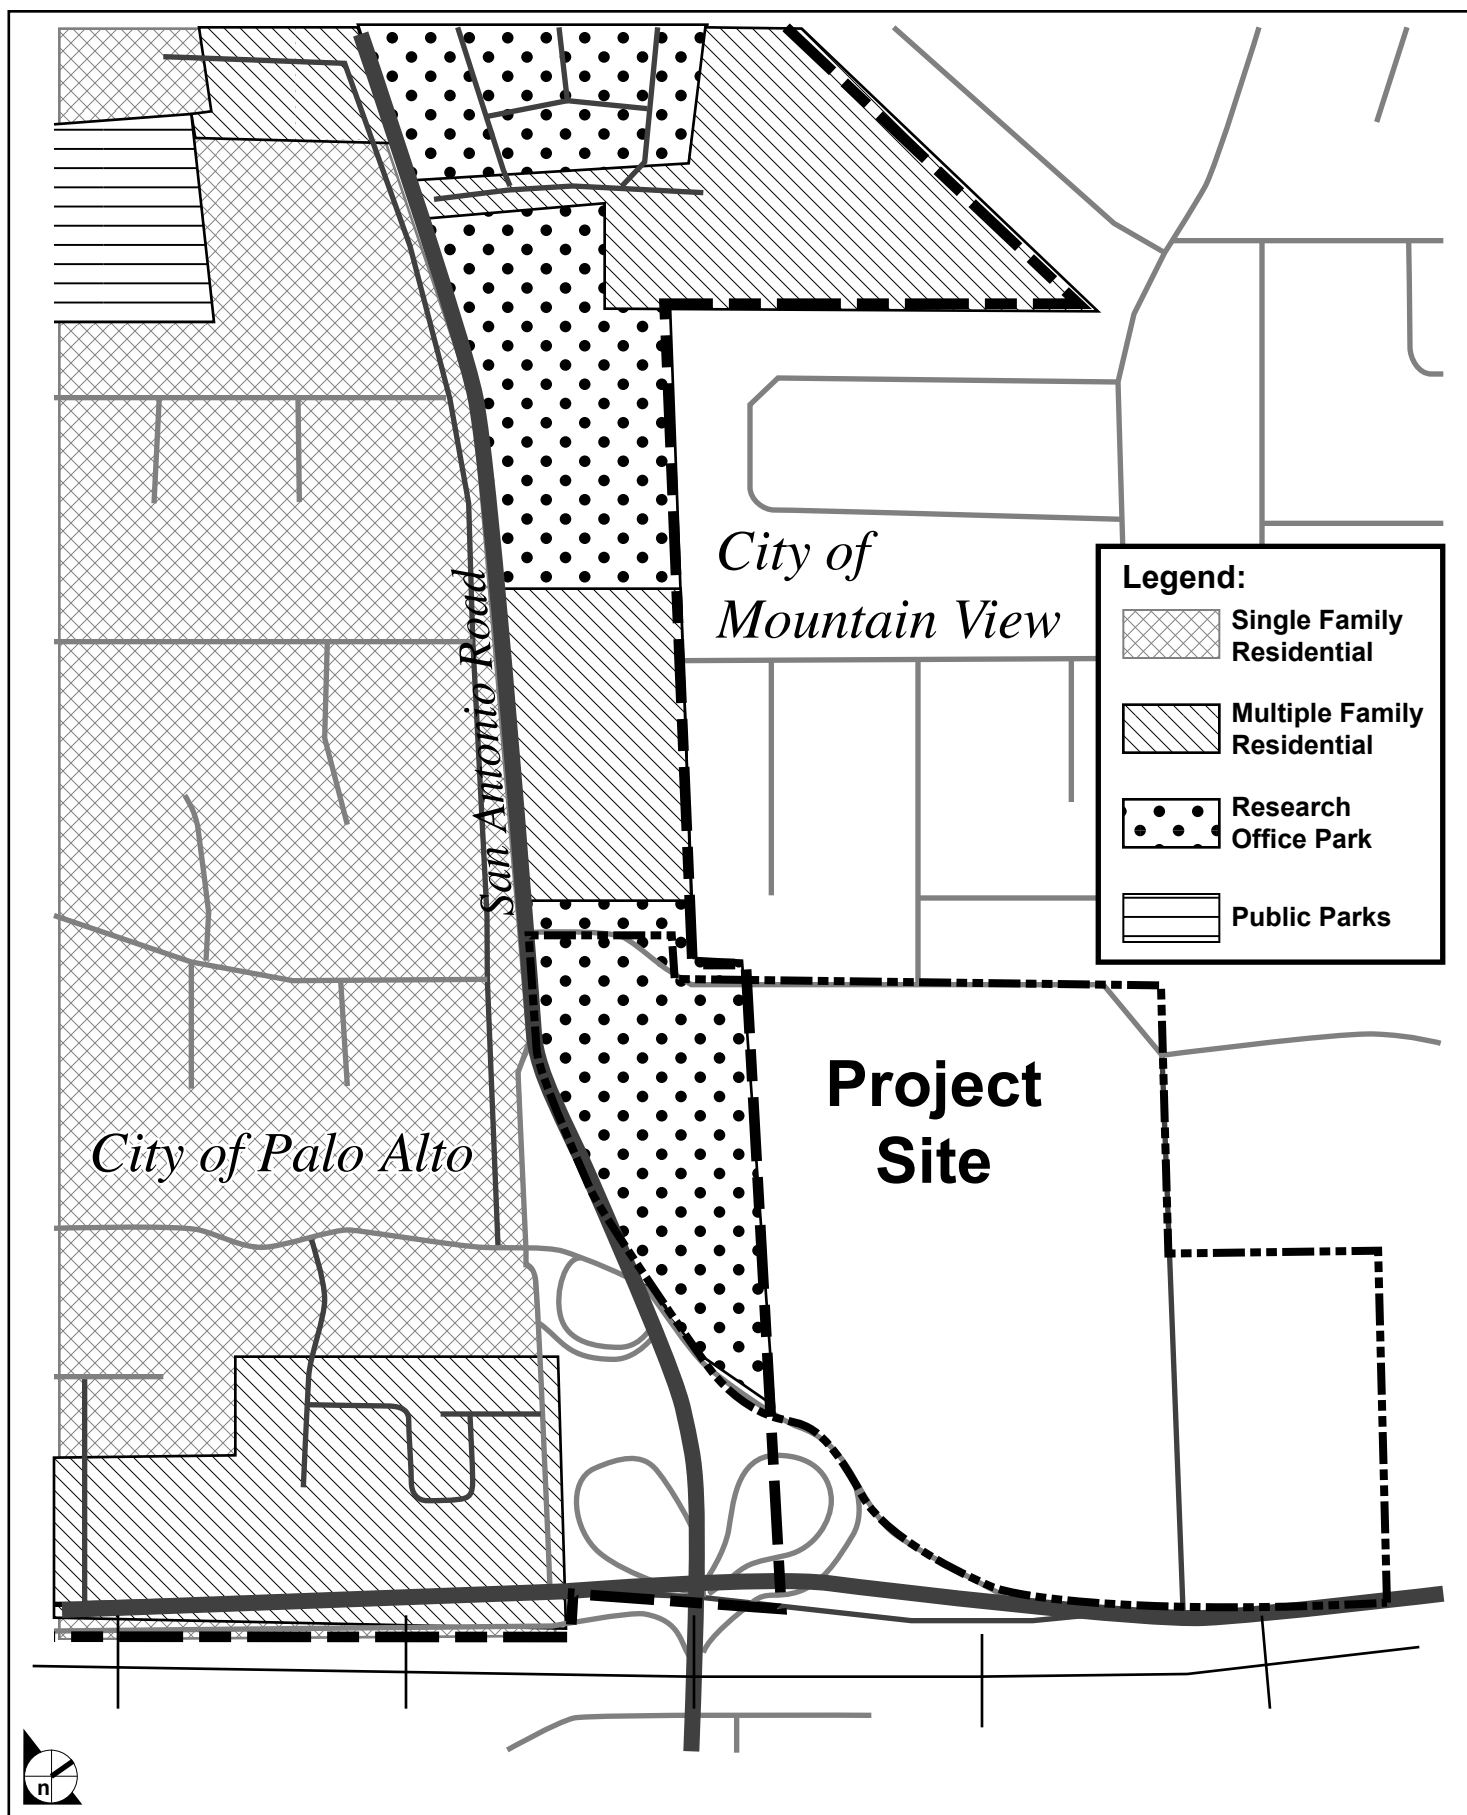 City of
Mountain View
Legend:
Single Family
Residential
Multiple Family
Residential
Research
Office Park
Public Parks
San Antonio Road
Project
Site
City of Palo Alto
n